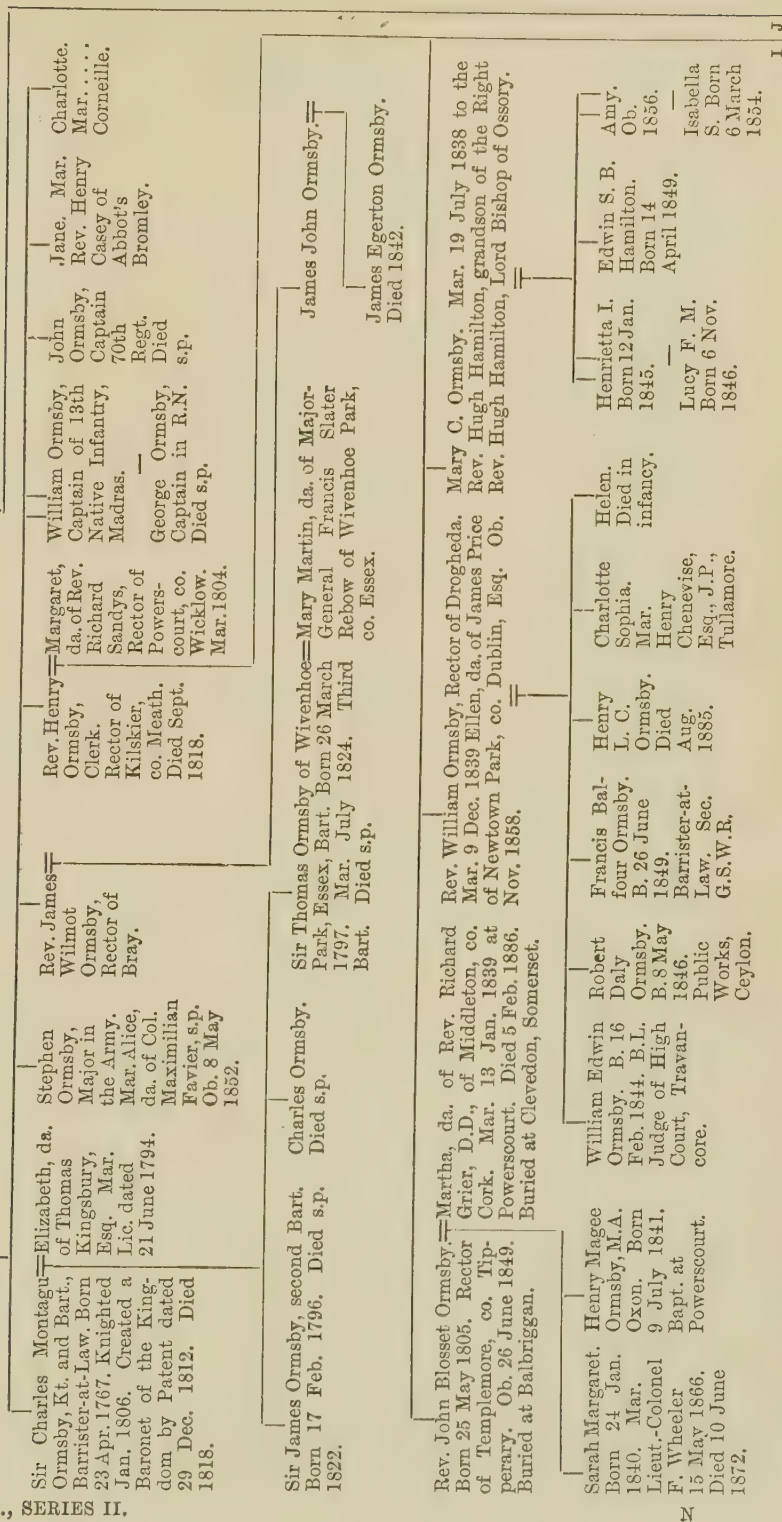 Sir Charles Montagu=Elizabeth, da.
Ormsby, Kt. and Bart., of Thomas
Barrister-at-Law. Born Kingsbury,
23 Apr. 1767. Knighted Esq. Mar.
Jan. 1806. Created a Lic. dated
Baronet of the King- 21 June 1794.
dom by Patent dated
29 Dec. 1812. Died
1818.
Stephen
Ormsby,
Major in
the Army.
Mar. Alice,
da. of Col.
Maximilian
Favier, s.p.
Ob. 8 May
1852.
Rev. James=
Wilmot
Ormsby,
Rector of
Bray.
Rev. Henry=Margaret,
Ormsby, da. of Rev.
Clerk. Richard
Rector of Sandys,
Kilskier, Rector of
co. Meath. Powers-
Died Sept. court, co.
1818. Wicklow.
Mar. 1804.
William Ormsby,
Captain of 13th
Native Infantry,
Madras.
—
George Ormsby,
Captain in R.N.
Died s.p.
John
Ormsby,
Captain
70th
Regt.
Died
s.p.
Jane. Mar.
Rev. Henry
Casey of
Abbot's
Bromley.
Charlotte.
Mar.....
Corneille.
Sir James Ormsby, second Bart.
Born 17 Feb. 1796. Died s.p.
1822.
Charles Ormsby.
Died s.p.
Sir Thomas Ormsby of Wivenhoe=Mary Martin, da. of Major-
Park, Essex, Bart. Born 26 March General Francis Slater
1797. Mar. July 1824. Third Rebow of Wivenhoe Park,
Bart. Died s.p. co. Essex.
James John Ormsby.=
James Egerton Ormsby.
Died 1842.
Rev. John Blosset Ormsby.=Martha, da. of Rev. Richard
Born 25 May 1805. Rector Grier, D.D., of Middleton, co.
of Templemore, co. Tip- Cork. Mar. 13 Jan. 1839 at
perary. Ob. 26 June 1849. Powerscourt. Died 5 Feb. 1886.
Buried at Balbriggan. Buried at Clevedon, Somerset.
Rev. William Ormsby, Rector of Drogheda.
Mar. 9 Dec. 1839 Ellen, da. of James Price
of Newtown Park, co. Dublin, Esq. Ob.
Nov. 1858.
Mary C. Ormsby. Mar. 19 July 1838 to the
Rev. Hugh Hamilton, grandson of the Right
Rev. Hugh Hamilton, Lord Bishop of Ossory.
Sarah Margaret.
Born 24 Jan.
1840. Mar.
Lieut.-Colonel
F. Wheeler
15 May 1866.
Died 10 June
1872.
Henry Magee
Ormsby, M.A.
Oxon. Born
9 July 1841.
Bapt. at
Powerscourt.
William Edwin
Ormsby. B. 16
Feb. 1844. B.L.
Judge of High
Court, Travan-
core.
Robert
Daly
Ormsby.
B. 8 May
1846.
Public
Works,
Ceylon.
Francis Bal-
four Ormsby.
B. 26 June
1849.
Barrister-at-
Law. Sec.
G.S.W.R.
Henry
L. C.
Ormsby.
Died
Aug.
1885.
Charlotte
Sophia.
Mar.
Henry
Chenevise,
Esq., J.P.,
Tullamore.
Helen.
Died in
infancy.
Henrietta I.
Born 12 Jan.
1845.
—
Lucy F. M.
Born 6 Nov.
1846.
Edwin S. B.
Hamilton.
Born 14
April 1849.
Amy.
Ob.
1856.
—
Isabella
S. Born
6 March
1854.
., SERIES II.
N
I J